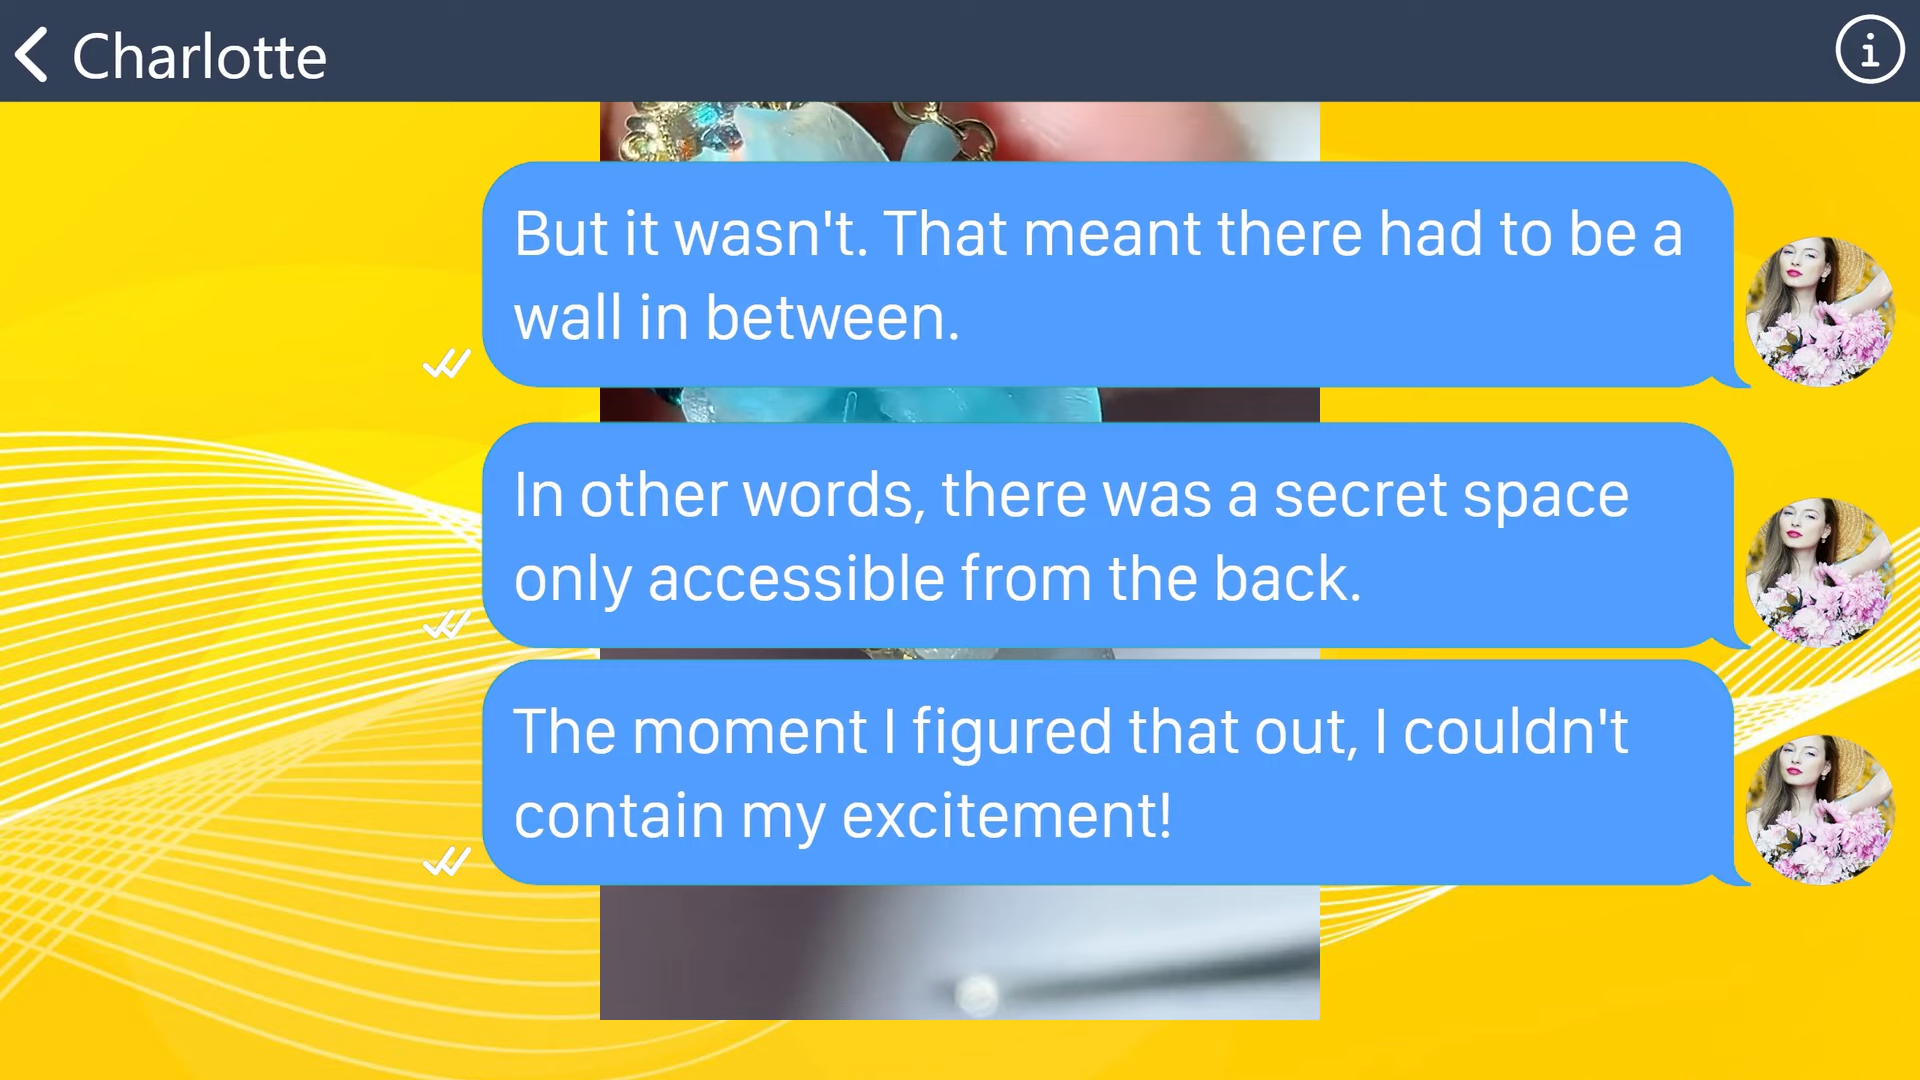 Charlotte
But it wasn't. That meant there had to be a
wall in between.
In other words, there was a secret space
only accessible from the back.
The moment I figured that out, I couldn't
contain my excitement!